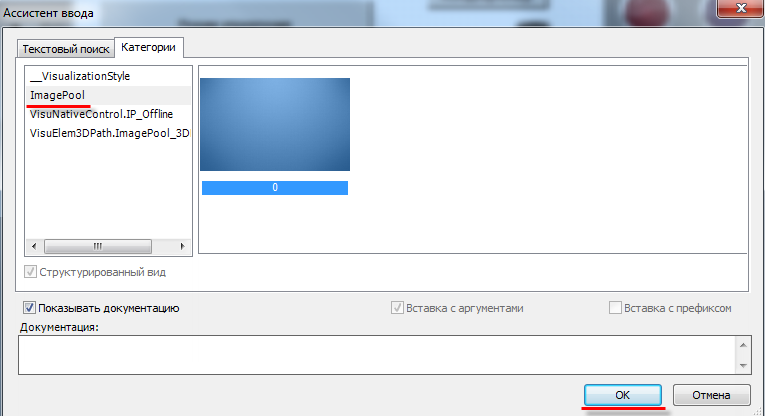 Ассистент ввода
Текстовый поиск
Категории
__VisualizationStyle
ImagePool
VisuNativeControl.IP_Offline
VisuElem3DPath.ImagePool_3D
0
Структурированный вид
Показывать документацию
Вставка с аргументами
Вставка с префиксом
Документация:
OK
Отмена